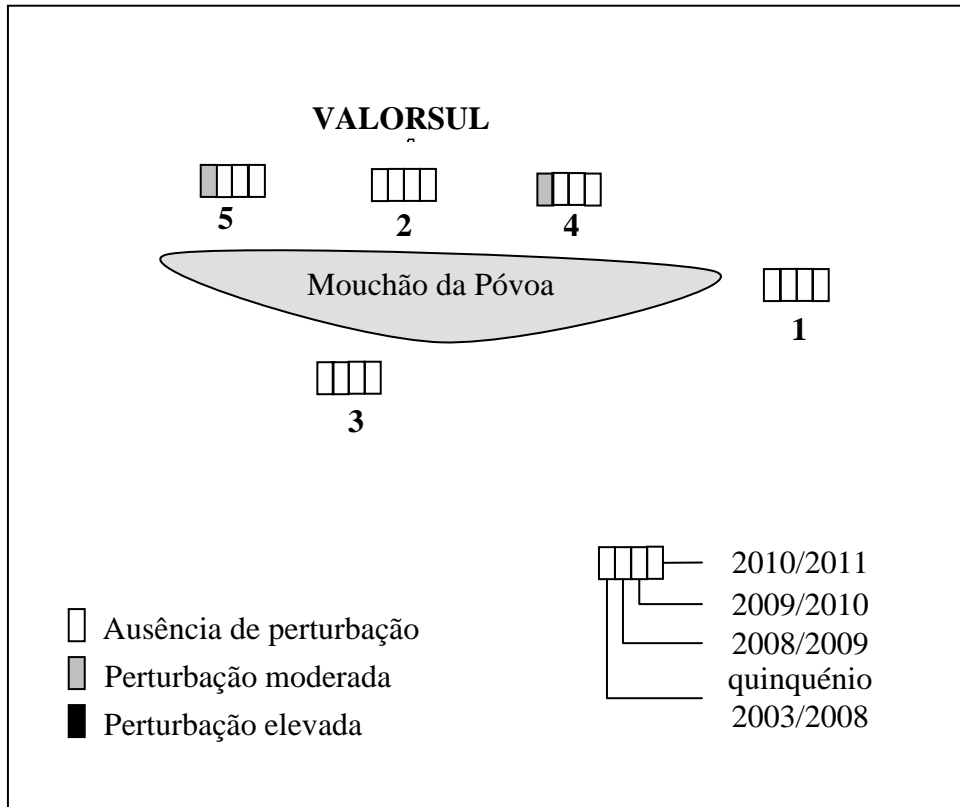 VALORSUL
5
2
4
Mouchão da Póvoa
1
3
2010/2011
2009/2010
2008/2009
quinquénio
2003/2008
Ausência de perturbação
Perturbação moderada
Perturbação elevada